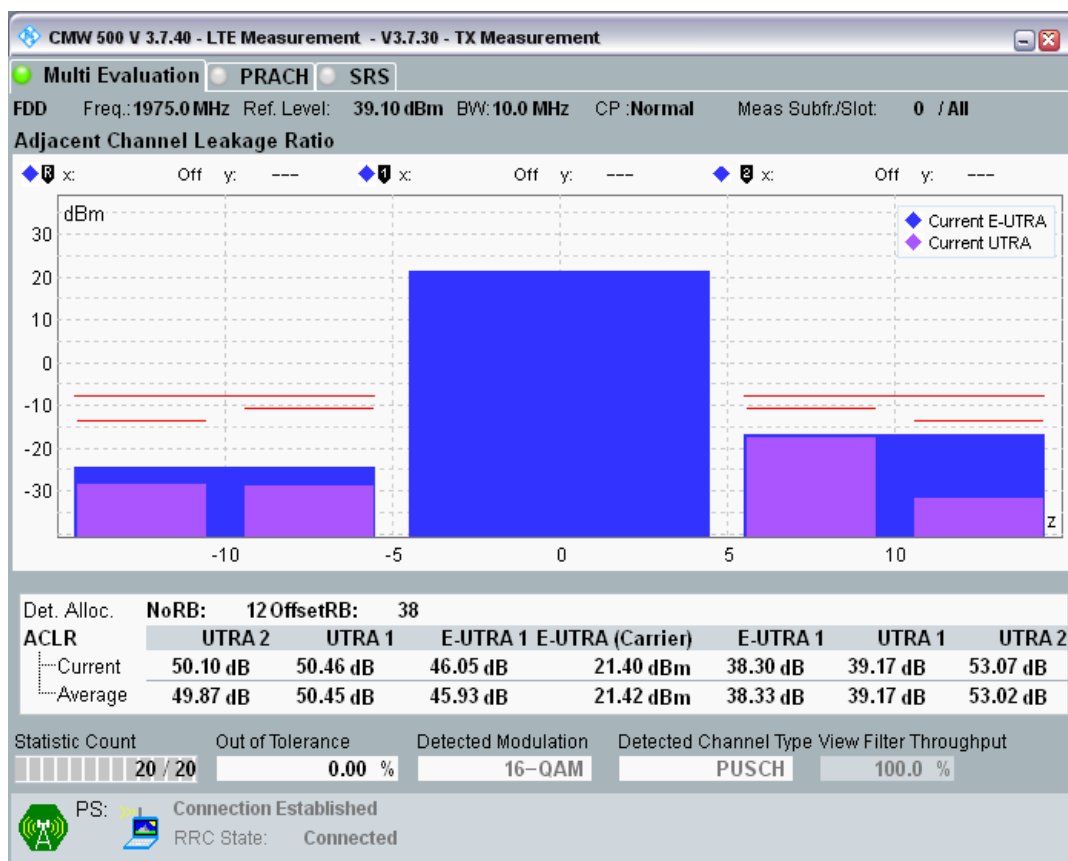 CMW 500 V 3.7.40 - LTE Measurement - V3.7.30 - TX Measurement
Multi Evaluation PRACH SRS
FDD Freq.: 1975.0 MHz Ref. Level: 39.10 dBm BW: 10.0 MHz CP :Normal Meas Subfr./Slot: 0 / All
Adjacent Channel Leakage Ratio
R x: Off y: --- 1 x: Off y: --- 2 x: Off y: ---
dBm
Current E-UTRA
Current UTRA
30
20
10
0
-10
-20
-30
z
-10 -5 0 5 10
Det. Alloc. NoRB: 12 OffsetRB: 38
ACLR UTRA 2 UTRA 1 E-UTRA 1 E-UTRA (Carrier) E-UTRA 1 UTRA 1 UTRA 2
Current 50.10 dB 50.46 dB 46.05 dB 21.40 dBm 38.30 dB 39.17 dB 53.07 dB
Average 49.87 dB 50.45 dB 45.93 dB 21.42 dBm 38.33 dB 39.17 dB 53.02 dB
Statistic Count Out of Tolerance Detected Modulation Detected Channel Type View Filter Throughput
20 / 20 0.00 % 16-QAM PUSCH 100.0 %
PS: Connection Established
RRC State: Connected